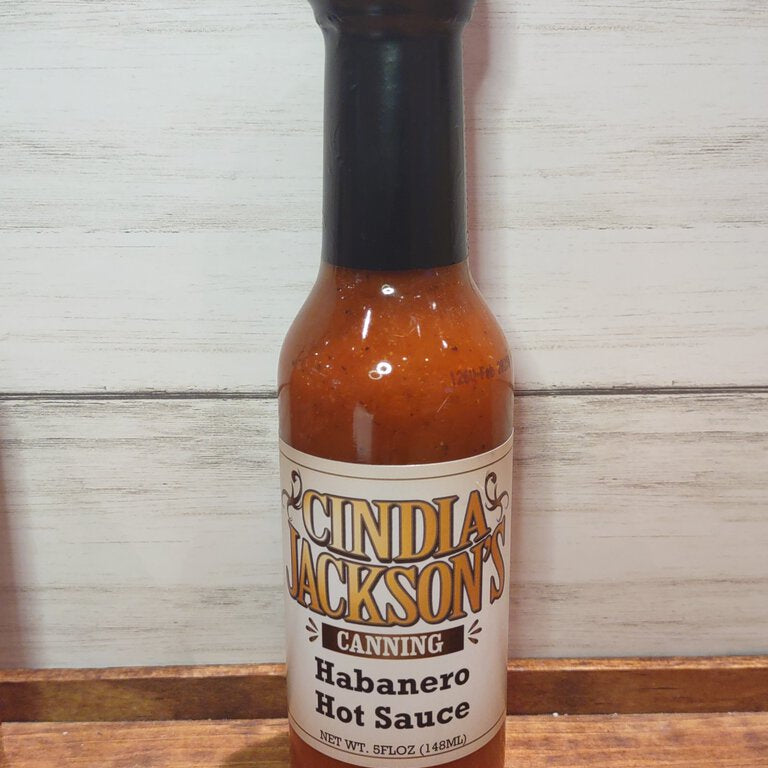 CINDIA
JACKSON'S
CANNING
Habanero
Hot Sauce
NET WT. 5FLOZ (148ML)